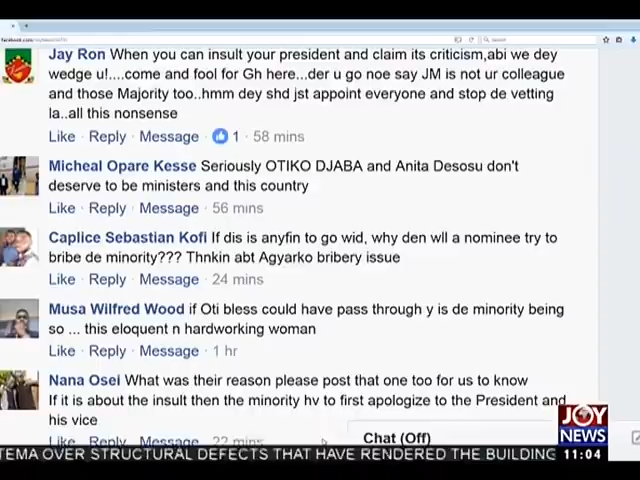 Jay Ron When you can insult your president and claim its criticism,abi we dey
wedge u!....come and fool for Gh here...der u go noe say JM is not ur colleague
and those Majority too..hmm dey shd jst appoint everyone and stop de vetting
la..all this nonsense
Like · Reply · Message · 1 · 58 mins
Micheal Opare Kesse Seriously OTIKO DJABA and Anita Desosu don't
deserve to be ministers and this country
Like · Reply · Message · 56 mins
Caplice Sebastian Kofi If dis is anyfin to go wid, why den wll a nominee try to
bribe de minority??? Thnkin abt Agyarko bribery issue
Like · Reply · Message · 24 mins
Musa Wilfred Wood if Oti bless could have pass through y is de minority being
so ... this eloquent n hardworking woman
Like · Reply · Message · 1 hr
Nana Osei What was their reason please post that one too for us to know
If it is about the insult then the minority hv to first apologize to the President and
his vice
Like · Reply · Message · 22 mins
Chat (Off)
JOY
NEWS
TEMA OVER STRUCTURAL DEFECTS THAT HAVE RENDERED THE BUILDING
11:04